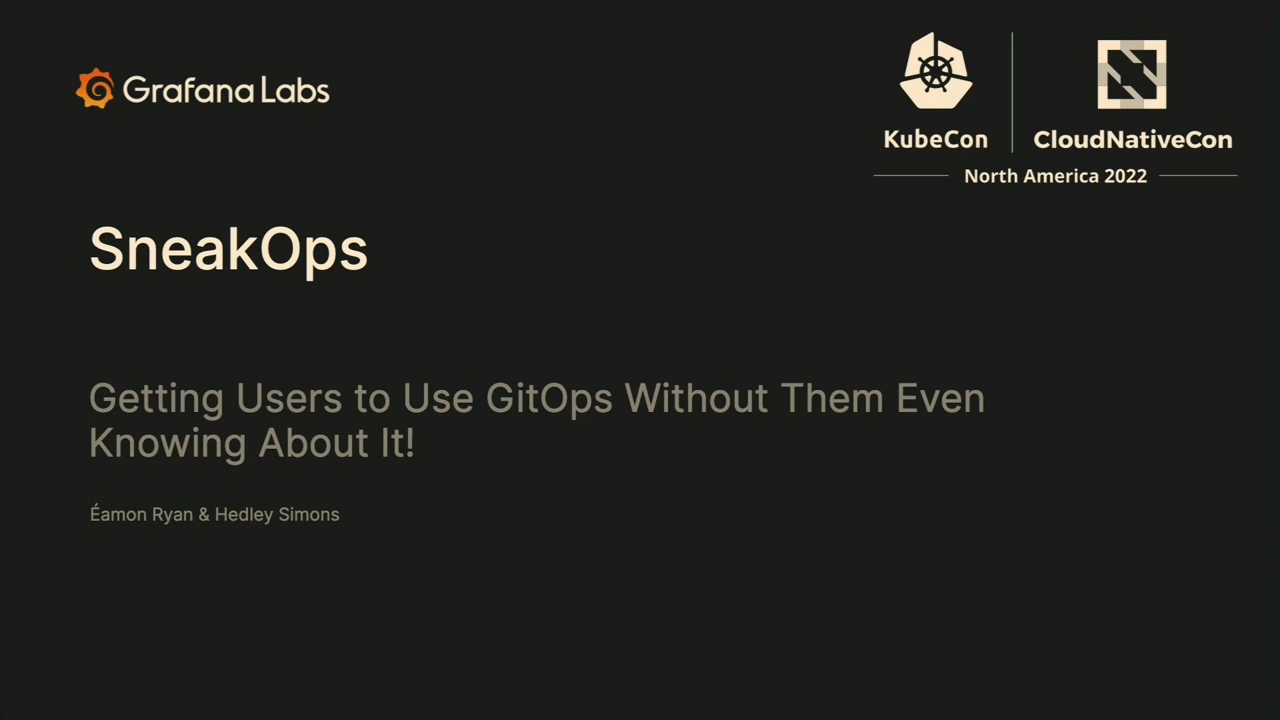 Grafana Labs
KubeCon
CloudNativeCon
North America 2022
SneakOps
Getting Users to Use GitOps Without Them Even
Knowing About It!
Éamon Ryan & Hedley Simons